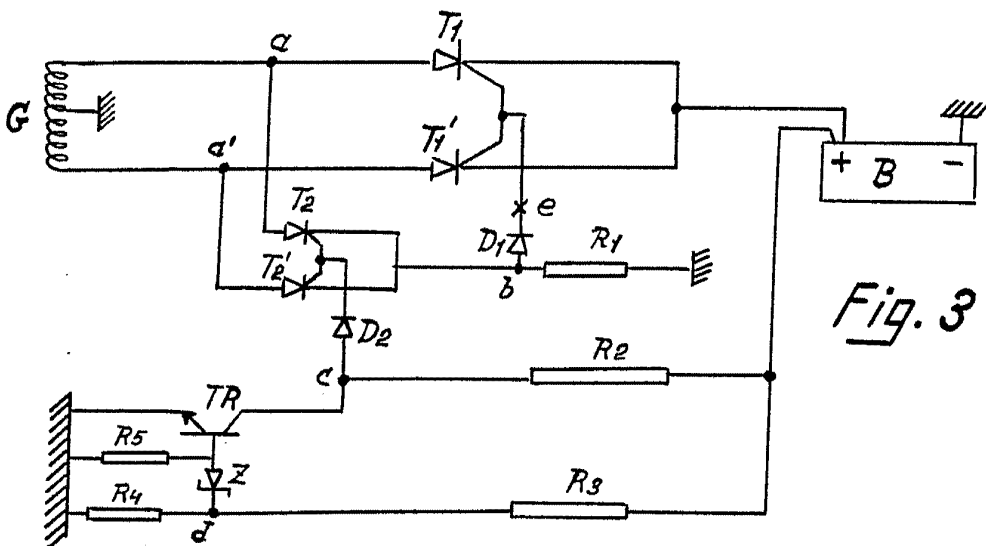 a
T1
G
a'
T1'
+
B
-
T2
e
D1
R1
T2'
b
Fig. 3
D2
R2
c
TR
R5
Z
R3
R4
d